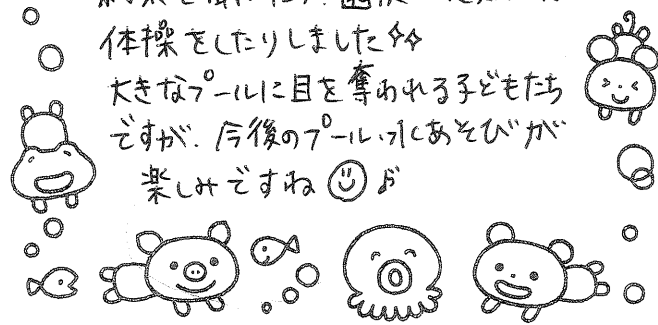 体操をしたりしました✧✧
大きなプールに目を奪われる子どもたち
ですが、今後のプール・水あそびが
楽しみですね☺♪